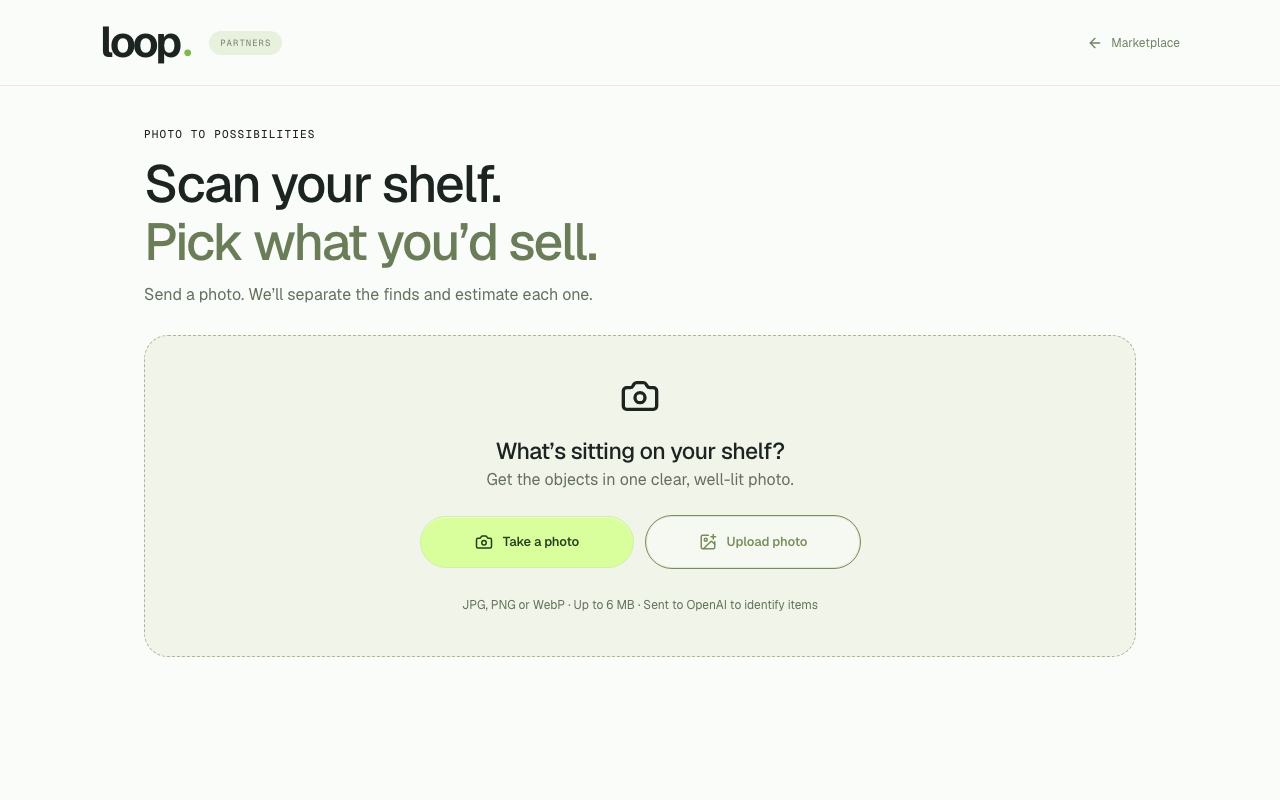 loop.
PARTNERS
Marketplace
PHOTO TO POSSIBILITIES
Scan your shelf.
Pick what you’d sell.
Send a photo. We’ll separate the finds and estimate each one.
What’s sitting on your shelf?
Get the objects in one clear, well-lit photo.
Take a photo
Upload photo
JPG, PNG or WebP · Up to 6 MB · Sent to OpenAI to identify items